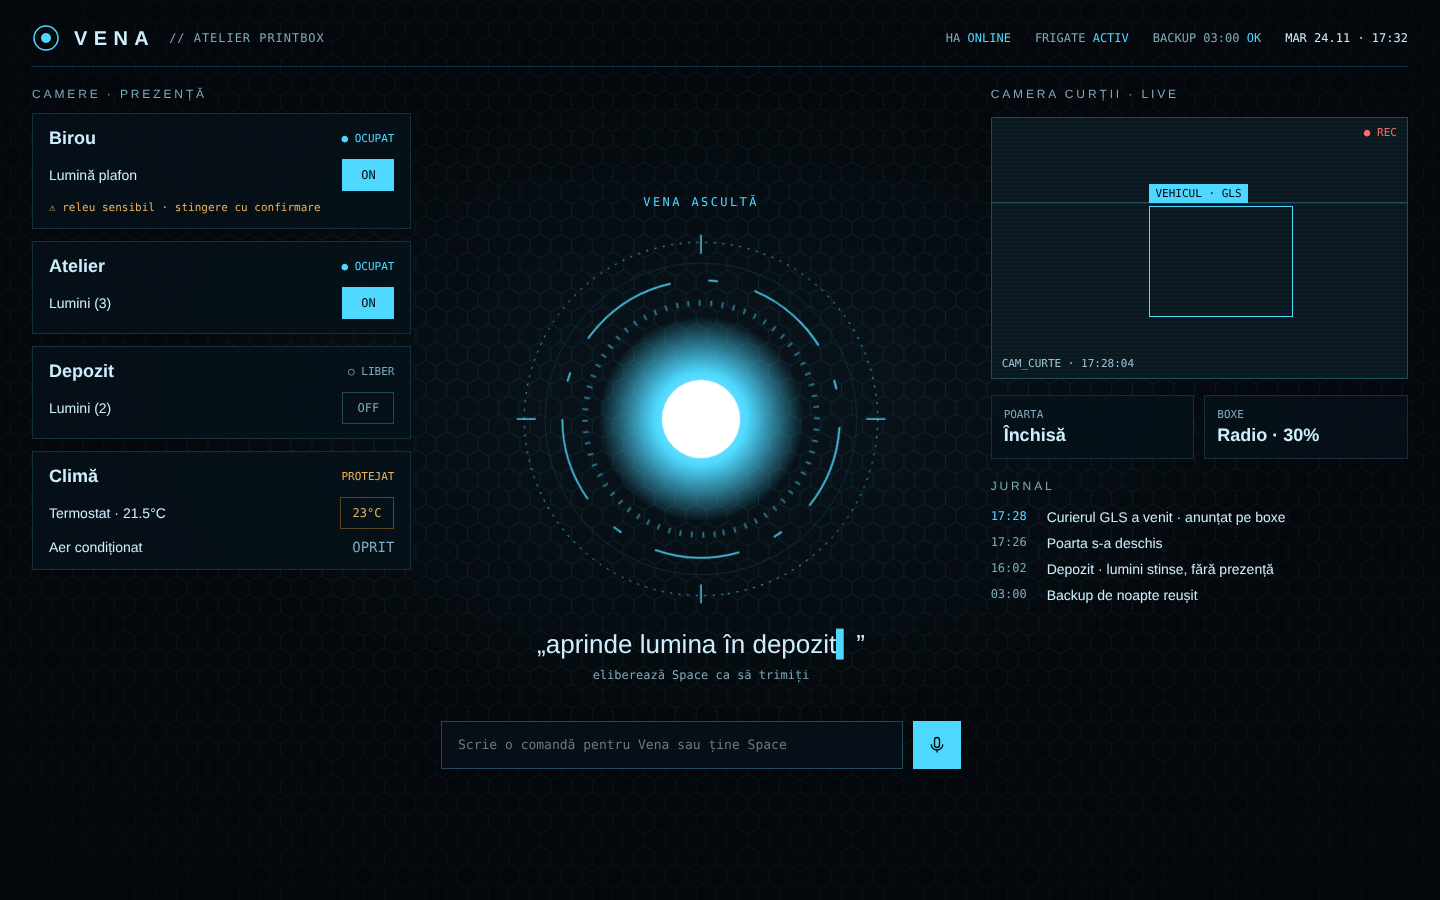 VENA // ATELIER PRINTBOX
HA ONLINE FRIGATE ACTIV BACKUP 03:00 OK MAR 24.11 · 17:32
CAMERE · PREZENȚĂ
Birou ● OCUPAT
Lumină plafon ON
⚠ releu sensibil · stingere cu confirmare
Atelier ● OCUPAT
Lumini (3) ON
Depozit ○ LIBER
Lumini (2) OFF
Climă PROTEJAT
Termostat · 21.5°C 23°C
Aer condiționat OPRIT
VENA ASCULTĂ
„aprinde lumina în depozit ”
eliberează Space ca să trimiți
Scrie o comandă pentru Vena sau ține Space
CAMERA CURȚII · LIVE
● REC
VEHICUL · GLS
CAM_CURTE · 17:28:04
POARTA
Închisă
BOXE
Radio · 30%
JURNAL
17:28 Curierul GLS a venit · anunțat pe boxe
17:26 Poarta s-a deschis
16:02 Depozit · lumini stinse, fără prezență
03:00 Backup de noapte reușit